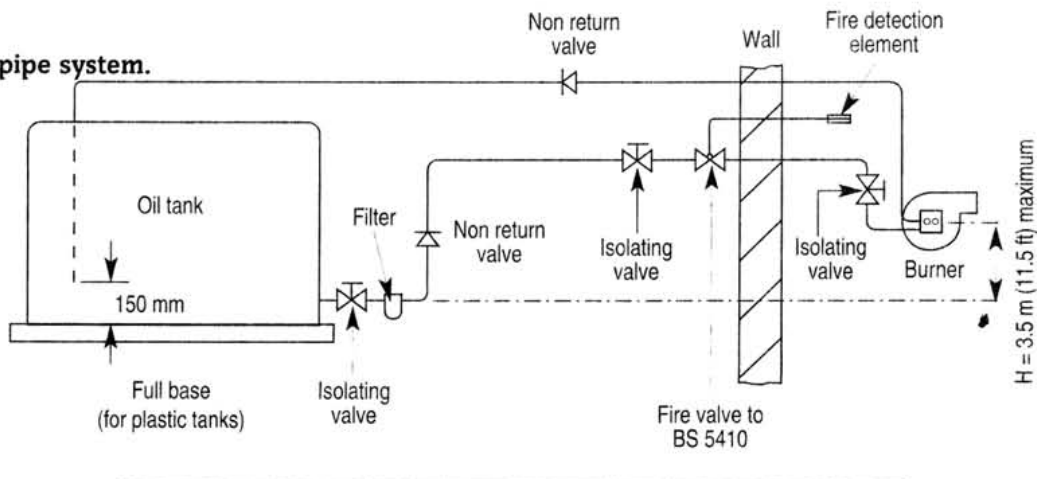 pipe system.
Non return
valve
Wall
Fire detection
element
Oil tank
Filter
Non return
valve
Isolating
valve
Isolating
valve
Burner
150 mm
H = 3.5 m (11.5 ft) maximum
Full base
(for plastic tanks)
Isolating
valve
Fire valve to
BS 5410